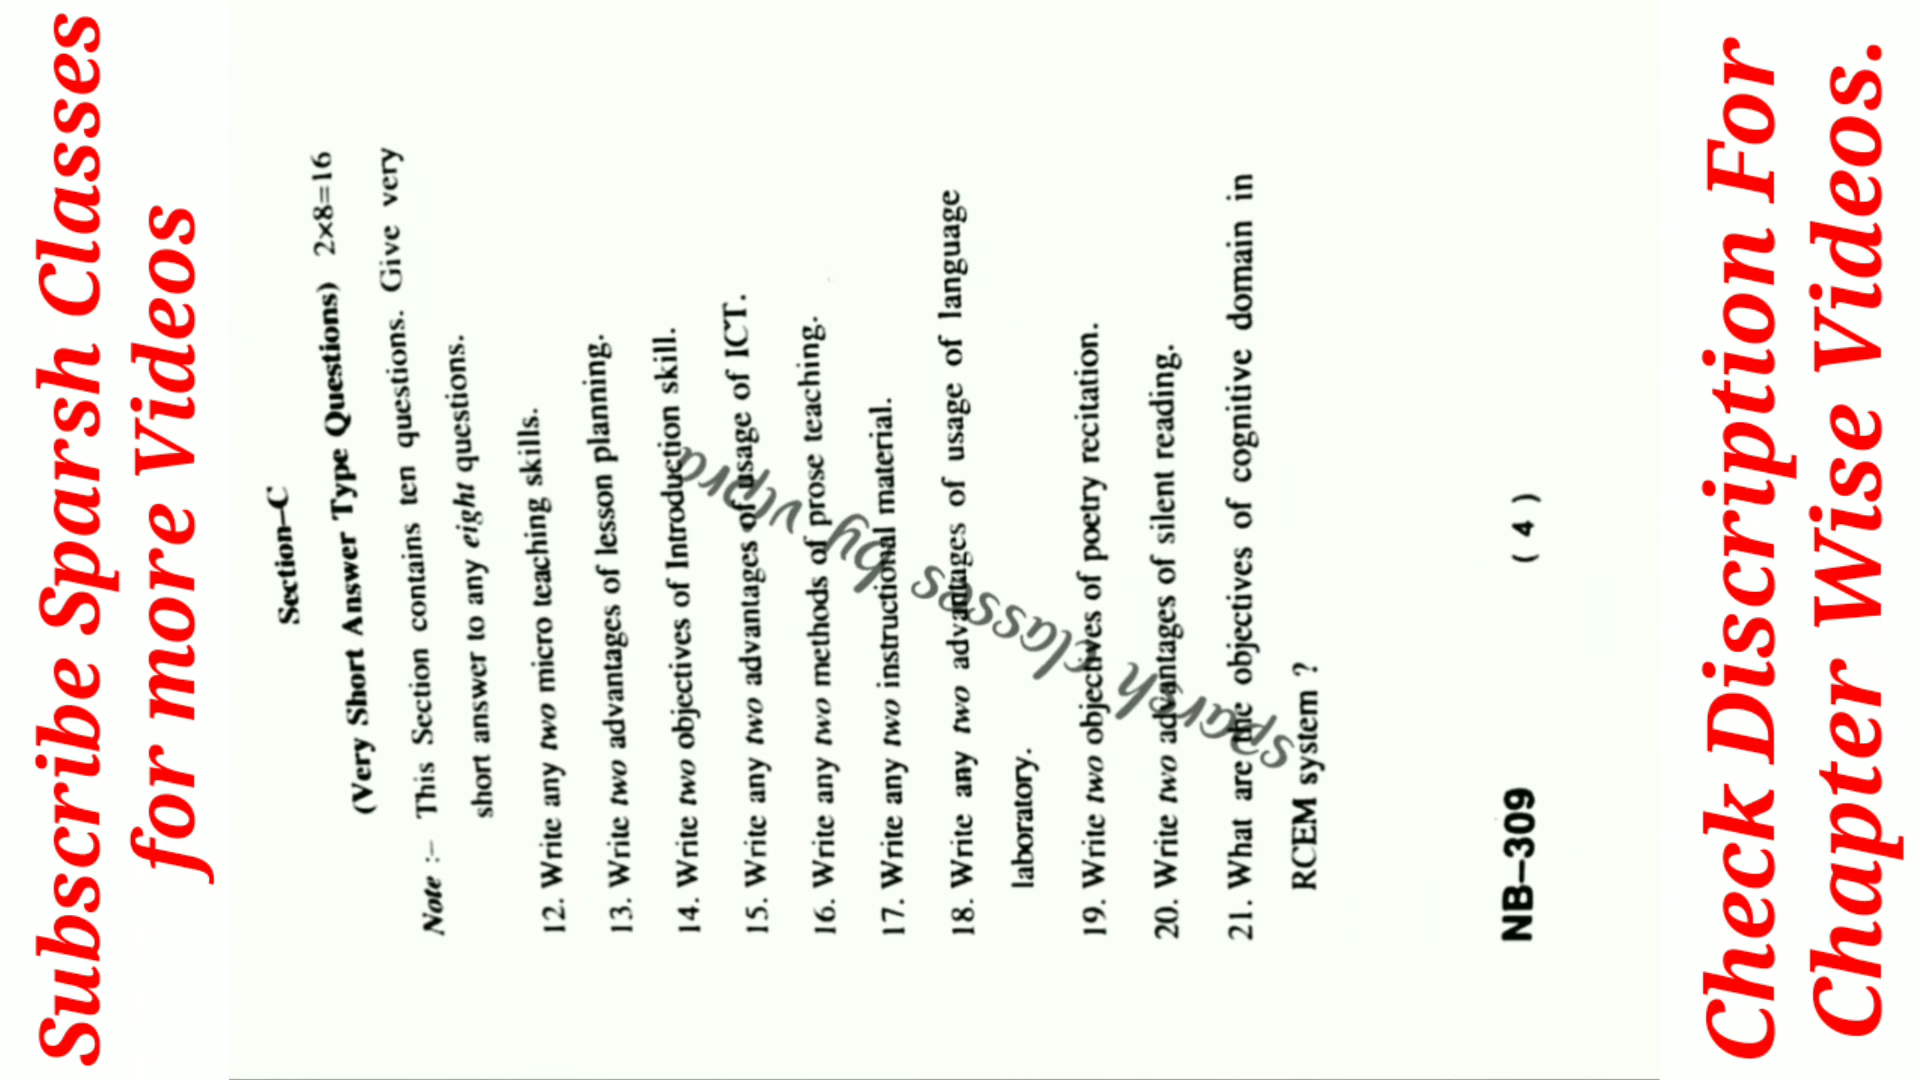 Subscribe Sparsh Classes
for more Videos
Section–C
(Very Short Answer Type Questions) 2×8=16
Note :– This Section contains ten questions. Give very
short answer to any eight questions.
12. Write any two micro teaching skills.
13. Write two advantages of lesson planning.
14. Write two objectives of Introduction skill.
15. Write any two advantages of usage of ICT.
16. Write any two methods of prose teaching.
17. Write any two instructional material.
18. Write any two advantages of usage of language
laboratory.
19. Write two objectives of poetry recitation.
20. Write two advantages of silent reading.
21. What are the objectives of cognitive domain in
RCEM system ?
NB–309 ( 4 )
sparsh classes by vipra
Check Discription For
Chapter Wise Videos.